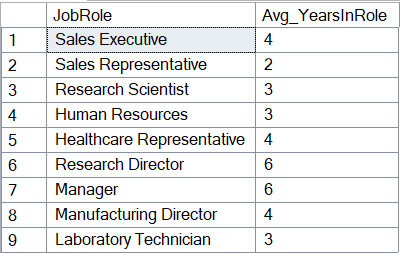 JobRole Avg_YearsInRole
1 Sales Executive 4
2 Sales Representative 2
3 Research Scientist 3
4 Human Resources 3
5 Healthcare Representative 4
6 Research Director 6
7 Manager 6
8 Manufacturing Director 4
9 Laboratory Technician 3